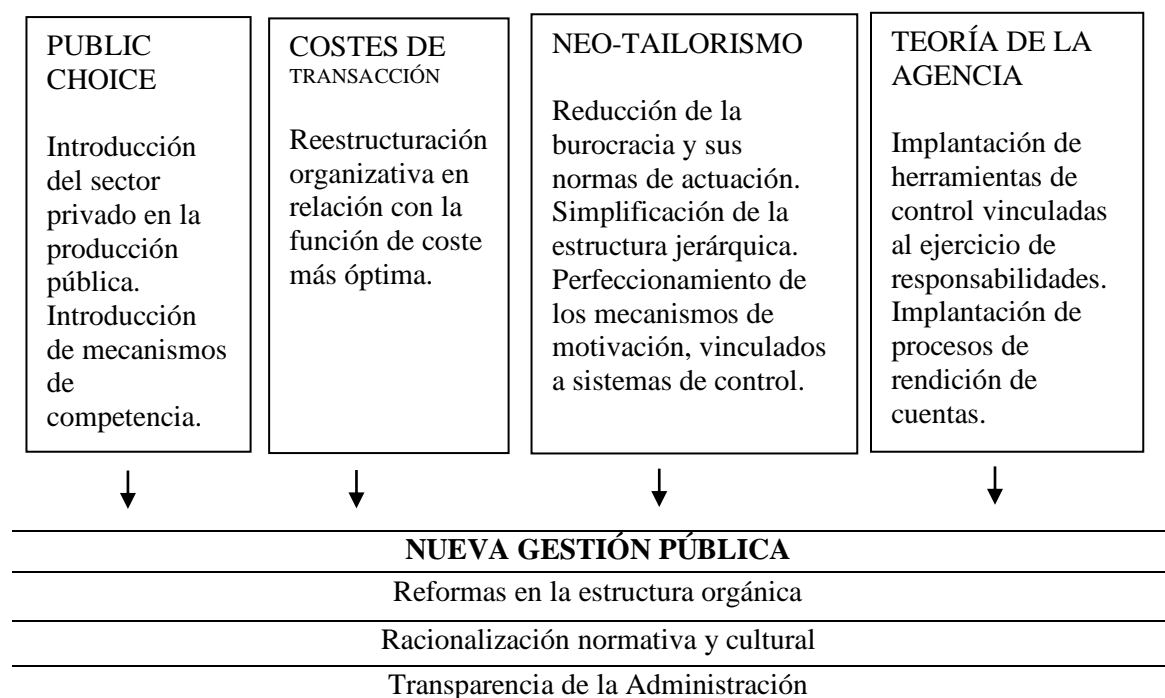 PUBLIC
CHOICE
Introducción
del sector
privado en la
producción
pública.
Introducción
de mecanismos
de
competencia.
COSTES DE
TRANSACCIÓN
Reestructuración
organizativa en
relación con la
función de coste
más óptima.
NEO-TAILORISMO
Reducción de la
burocracia y sus
normas de actuación.
Simplificación de la
estructura jerárquica.
Perfeccionamiento de
los mecanismos de
motivación, vinculados
a sistemas de control.
TEORÍA DE LA
AGENCIA
Implantación de
herramientas de
control vinculadas
al ejercicio de
responsabilidades.
Implantación de
procesos de
rendición de
cuentas.
NUEVA GESTIÓN PÚBLICA
Reformas en la estructura orgánica
Racionalización normativa y cultural
Transparencia de la Administración